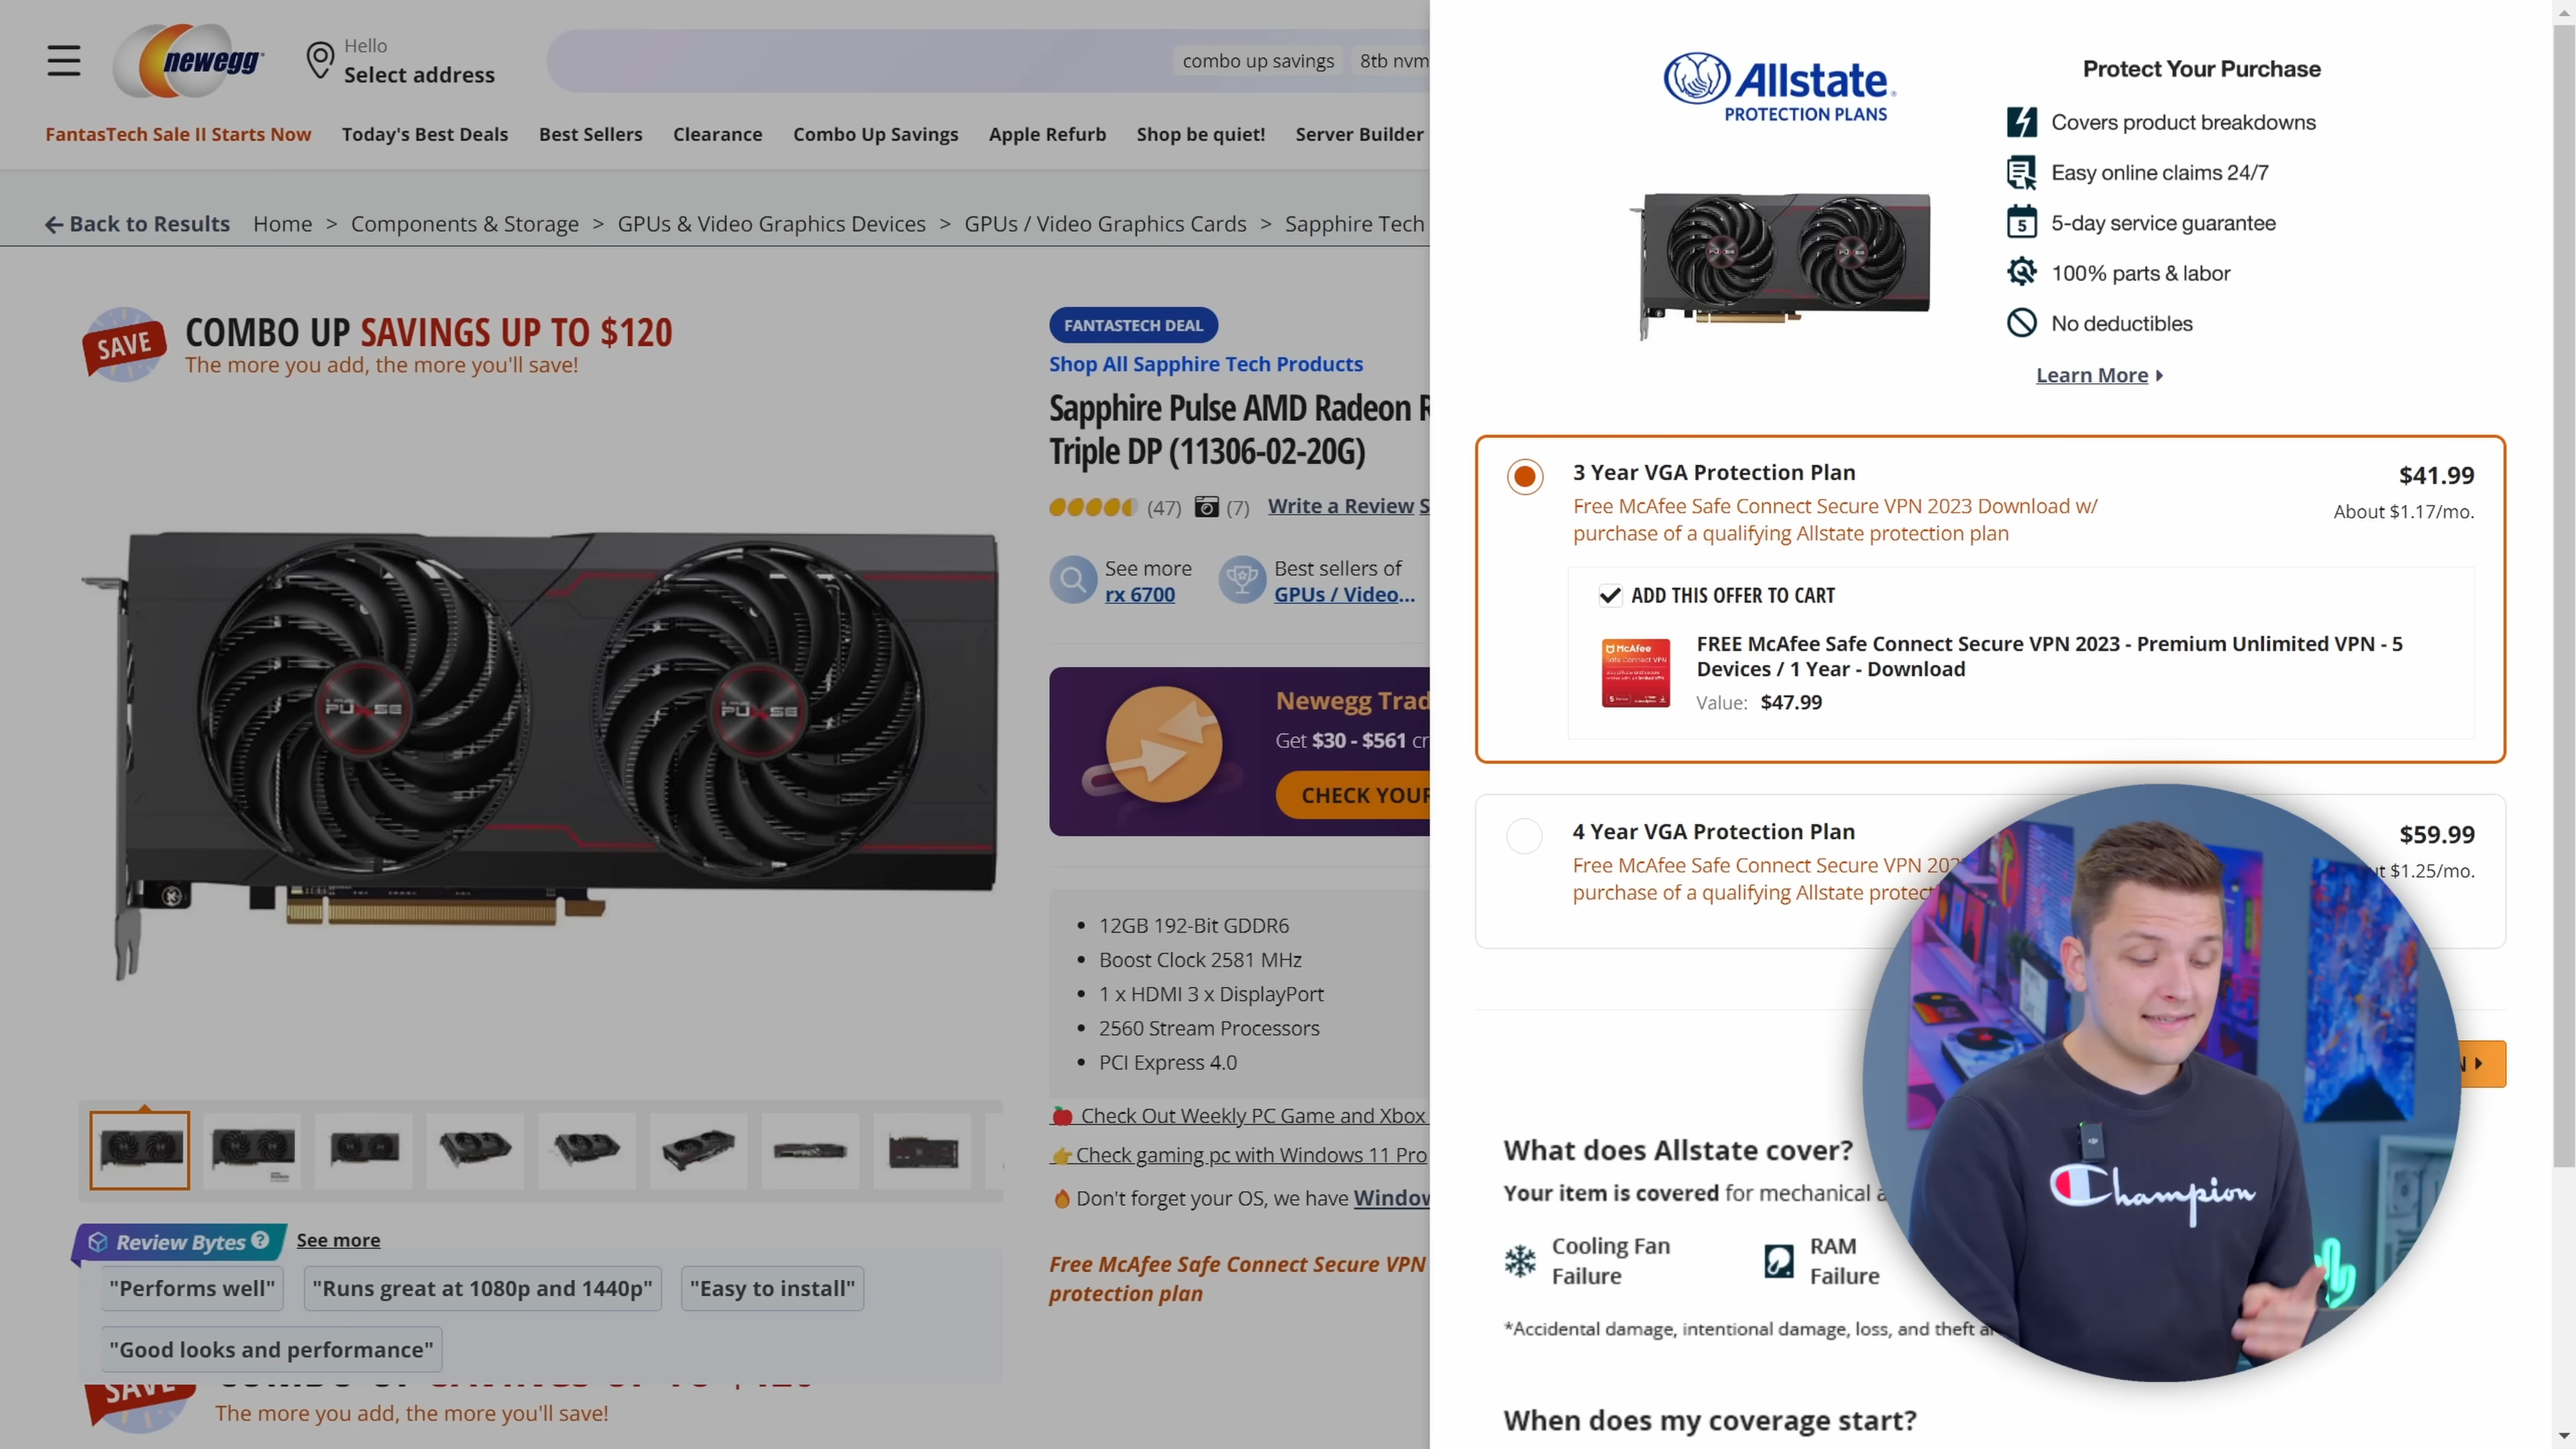 newegg
Hello
Select address
combo up savings
8tb nvm
FantasTech Sale II Starts Now
Today's Best Deals
Best Sellers
Clearance
Combo Up Savings
Apple Refurb
Shop be quiet!
Server Builder
Back to Results
Home > Components & Storage > GPUs & Video Graphics Devices > GPUs / Video Graphics Cards > Sapphire Tech
SAVE
COMBO UP SAVINGS UP TO $120
The more you add, the more you'll save!
PULSE
PULSE
Review Bytes ?
See more
"Performs well"
"Runs great at 1080p and 1440p"
"Easy to install"
"Good looks and performance"
SAVE
The more you add, the more you'll save!
FANTASTECH DEAL
Shop All Sapphire Tech Products
Sapphire Pulse AMD Radeon R
Triple DP (11306-02-20G)
(47)
(7)
Write a Review S
See more
rx 6700
Best sellers of
GPUs / Video...
Newegg Trad
Get $30 - $561 cr
CHECK YOUR
• 12GB 192-Bit GDDR6
• Boost Clock 2581 MHz
• 1 x HDMI 3 x DisplayPort
• 2560 Stream Processors
• PCI Express 4.0
Check Out Weekly PC Game and Xbox
Check gaming pc with Windows 11 Pro
Don't forget your OS, we have Window
Free McAfee Safe Connect Secure VPN
protection plan
Allstate
PROTECTION PLANS
Protect Your Purchase
Covers product breakdowns
Easy online claims 24/7
5
5-day service guarantee
100% parts & labor
No deductibles
Learn More
3 Year VGA Protection Plan
$41.99
Free McAfee Safe Connect Secure VPN 2023 Download w/
purchase of a qualifying Allstate protection plan
About $1.17/mo.
ADD THIS OFFER TO CART
McAfee
Safe Connect VPN
FREE McAfee Safe Connect Secure VPN 2023 - Premium Unlimited VPN - 5
Devices / 1 Year - Download
Value: $47.99
4 Year VGA Protection Plan
$59.99
Free McAfee Safe Connect Secure VPN 202
purchase of a qualifying Allstate protect
t $1.25/mo.
N
What does Allstate cover?
Your item is covered for mechanical a
Cooling Fan
Failure
RAM
Failure
*Accidental damage, intentional damage, loss, and theft ar
When does my coverage start?
Champion